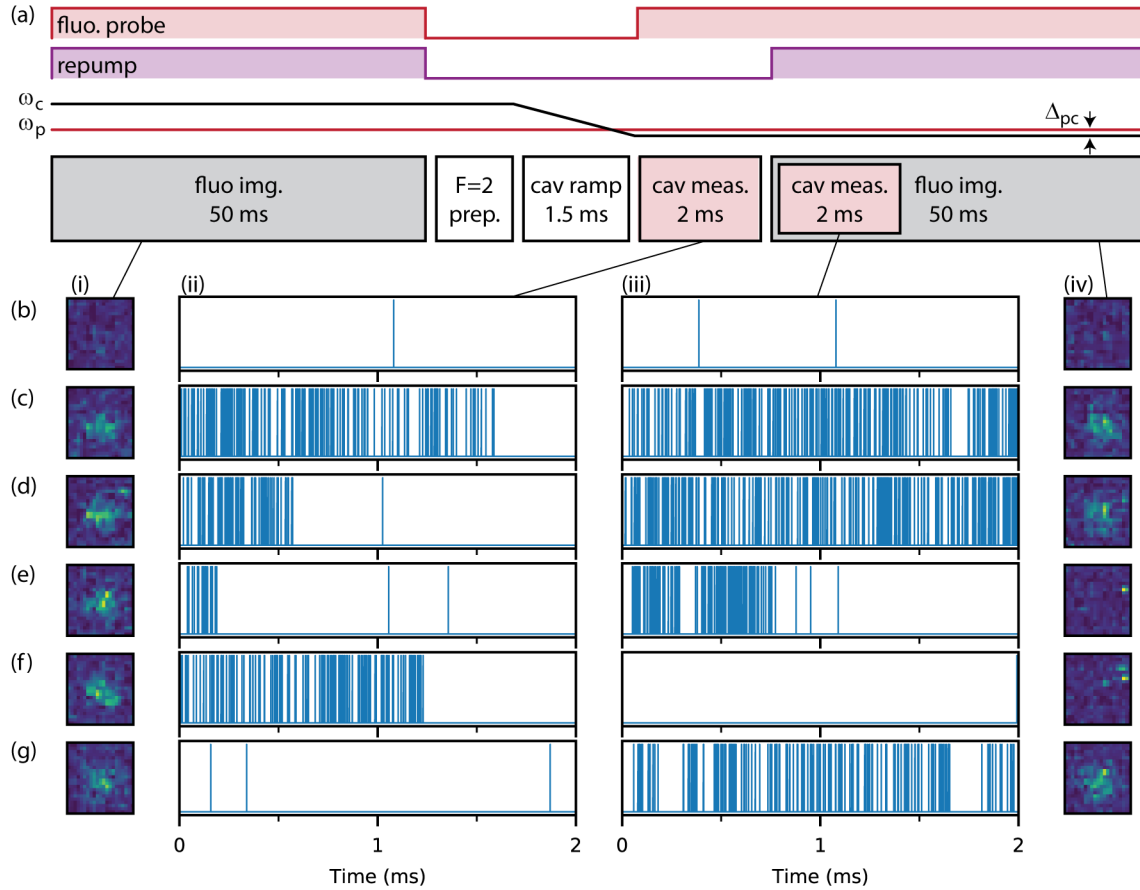 (a)
fluo. probe
repump
ω_c
ω_p
Δ_pc
fluo img.
50 ms
F=2
prep.
cav ramp
1.5 ms
cav meas.
2 ms
cav meas.
2 ms
fluo img.
50 ms
(i)
(ii)
(iii)
(iv)
(b)
(c)
(d)
(e)
(f)
(g)
0
1
2
0
1
2
Time (ms)
Time (ms)